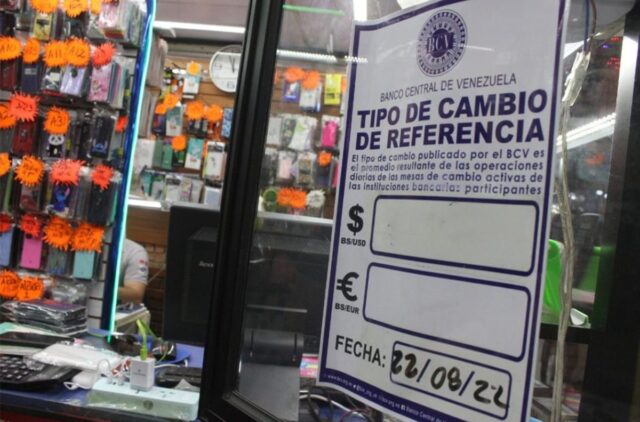 BCV
BANCO CENTRAL DE VENEZUELA
TIPO DE CAMBIO
DE REFERENCIA
El tipo de cambio publicado por el BCV es
el promedio resultante de las operaciones
diarias de las mesas de cambio activas de
las instituciones bancarias participantes
$
BS/USD
€
BS/EUR
FECHA: 22/08/22